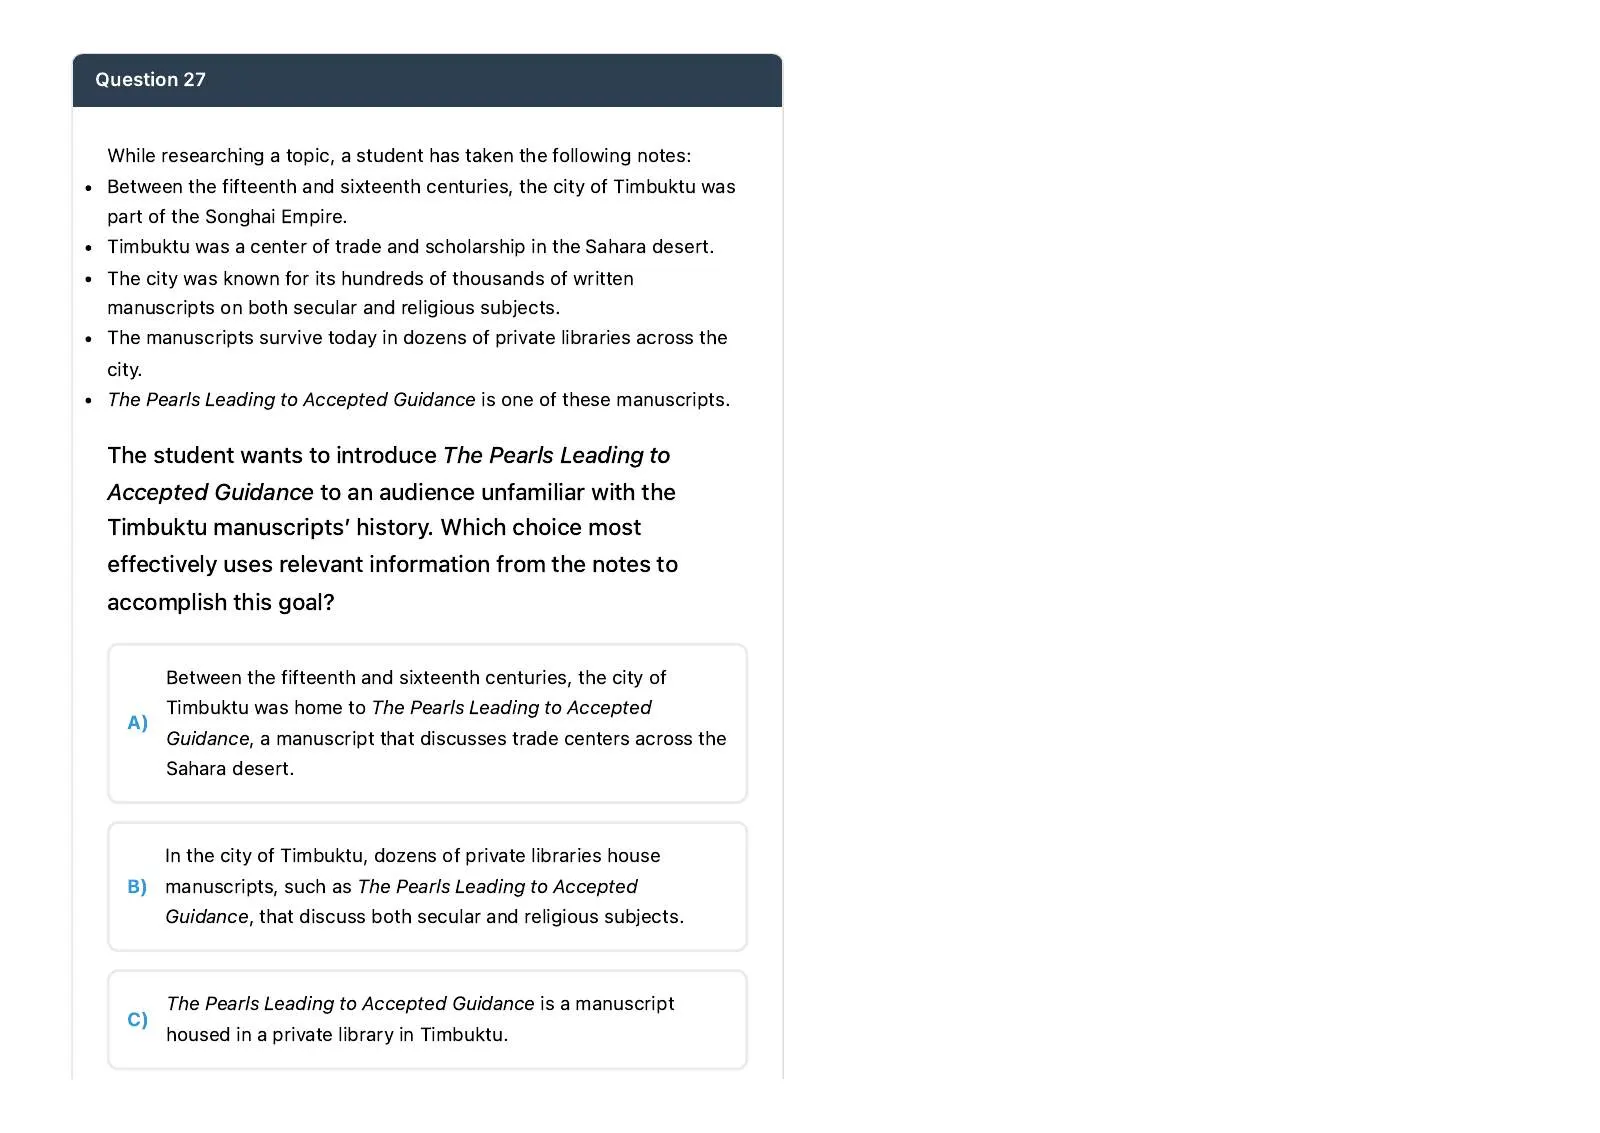 Question 27
While researching a topic, a student has taken the following notes:
• Between the fifteenth and sixteenth centuries, the city of Timbuktu was
part of the Songhai Empire.
• Timbuktu was a center of trade and scholarship in the Sahara desert.
• The city was known for its hundreds of thousands of written
manuscripts on both secular and religious subjects.
• The manuscripts survive today in dozens of private libraries across the
city.
• The Pearls Leading to Accepted Guidance is one of these manuscripts.
The student wants to introduce The Pearls Leading to
Accepted Guidance to an audience unfamiliar with the
Timbuktu manuscripts’ history. Which choice most
effectively uses relevant information from the notes to
accomplish this goal?
A) Between the fifteenth and sixteenth centuries, the city of
Timbuktu was home to The Pearls Leading to Accepted
Guidance, a manuscript that discusses trade centers across the
Sahara desert.
B) In the city of Timbuktu, dozens of private libraries house
manuscripts, such as The Pearls Leading to Accepted
Guidance, that discuss both secular and religious subjects.
C) The Pearls Leading to Accepted Guidance is a manuscript
housed in a private library in Timbuktu.